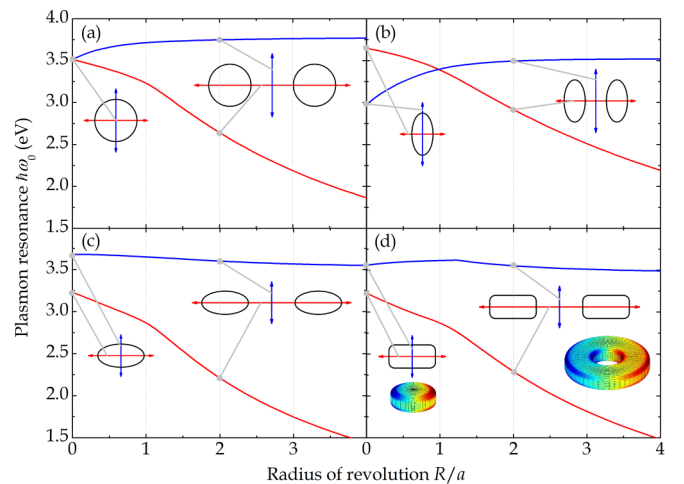 (a)
(b)
4.0
3.5
3.0
2.5
2.0
1.5
(c)
(d)
3.5
3.0
2.5
2.0
1.5
0 1 2 3 0 1 2 3 4
Plasmon resonance ℏω₀ (eV)
Radius of revolution R/a